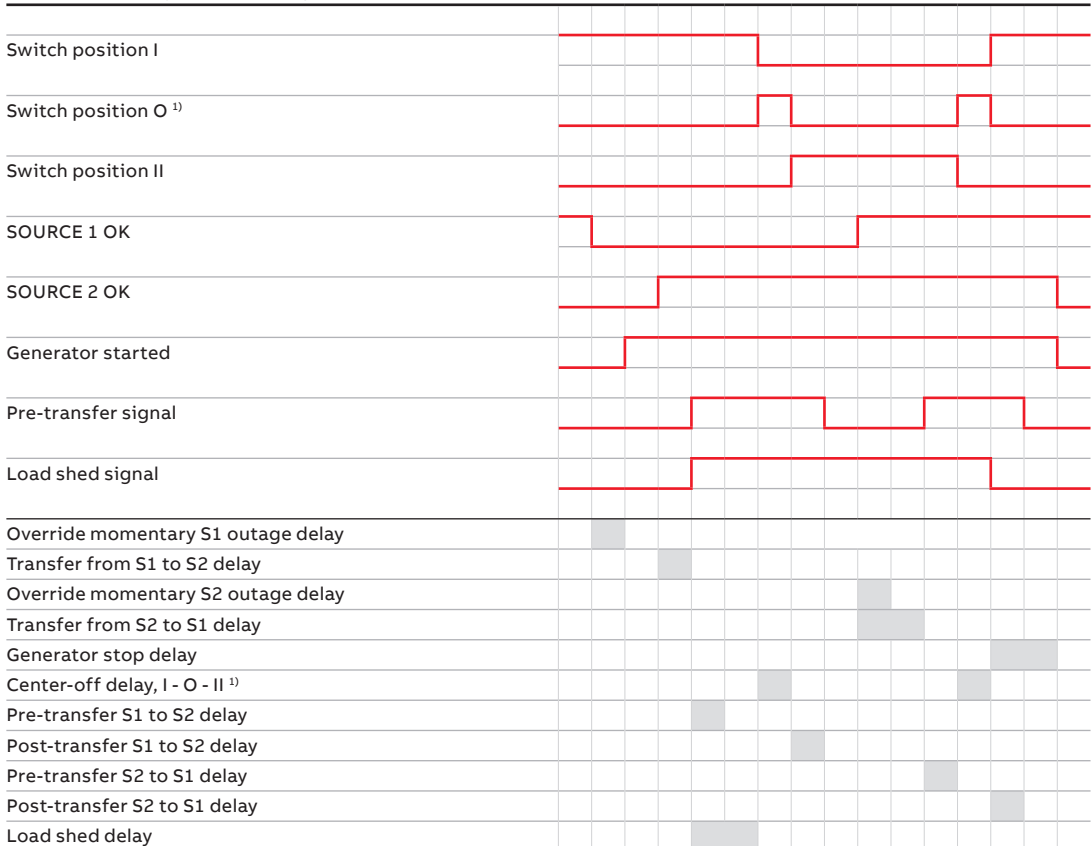 Switch position I
Switch position O ¹⁾
Switch position II
SOURCE 1 OK
SOURCE 2 OK
Generator started
Pre-transfer signal
Load shed signal
Override momentary S1 outage delay
Transfer from S1 to S2 delay
Override momentary S2 outage delay
Transfer from S2 to S1 delay
Generator stop delay
Center-off delay, I - O - II ¹⁾
Pre-transfer S1 to S2 delay
Post-transfer S1 to S2 delay
Pre-transfer S2 to S1 delay
Post-transfer S2 to S1 delay
Load shed delay